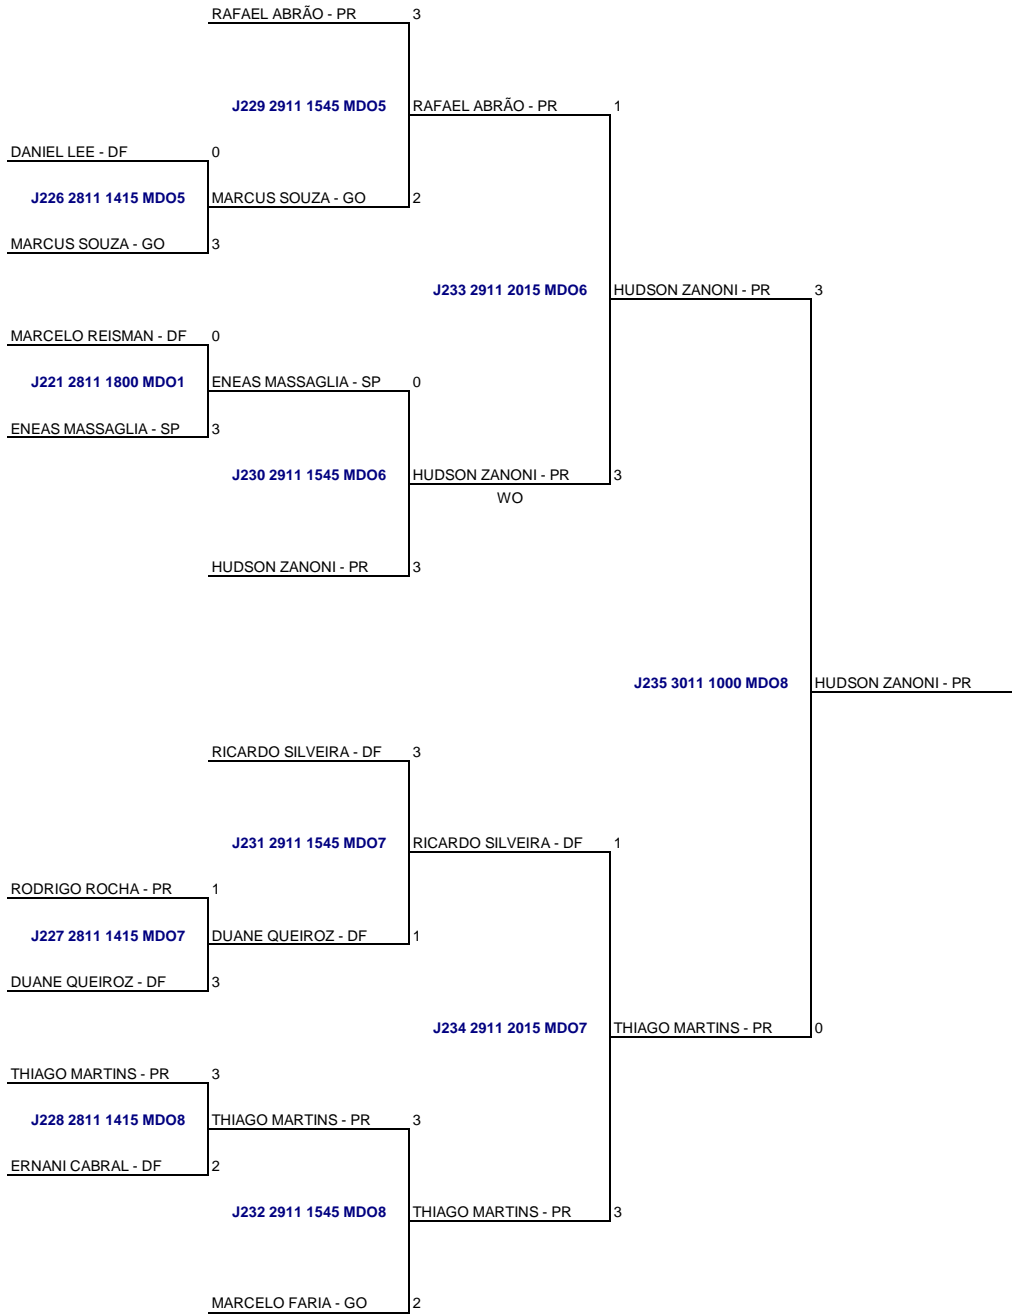 RAFAEL ABRÃO - PR 3
J229 2911 1545 MDO5 RAFAEL ABRÃO - PR 1
DANIEL LEE - DF 0
J226 2811 1415 MDO5 MARCUS SOUZA - GO 2
MARCUS SOUZA - GO 3
J233 2911 2015 MDO6 HUDSON ZANONI - PR 3
MARCELO REISMAN - DF 0
J221 2811 1800 MDO1 ENEAS MASSAGLIA - SP 0
ENEAS MASSAGLIA - SP 3
J230 2911 1545 MDO6 HUDSON ZANONI - PR 3
WO
HUDSON ZANONI - PR 3
J235 3011 1000 MDO8 HUDSON ZANONI - PR
RICARDO SILVEIRA - DF 3
J231 2911 1545 MDO7 RICARDO SILVEIRA - DF 1
RODRIGO ROCHA - PR 1
J227 2811 1415 MDO7 DUANE QUEIROZ - DF 1
DUANE QUEIROZ - DF 3
J234 2911 2015 MDO7 THIAGO MARTINS - PR 0
THIAGO MARTINS - PR 3
J228 2811 1415 MDO8 THIAGO MARTINS - PR 3
ERNANI CABRAL - DF 2
J232 2911 1545 MDO8 THIAGO MARTINS - PR 3
MARCELO FARIA - GO 2